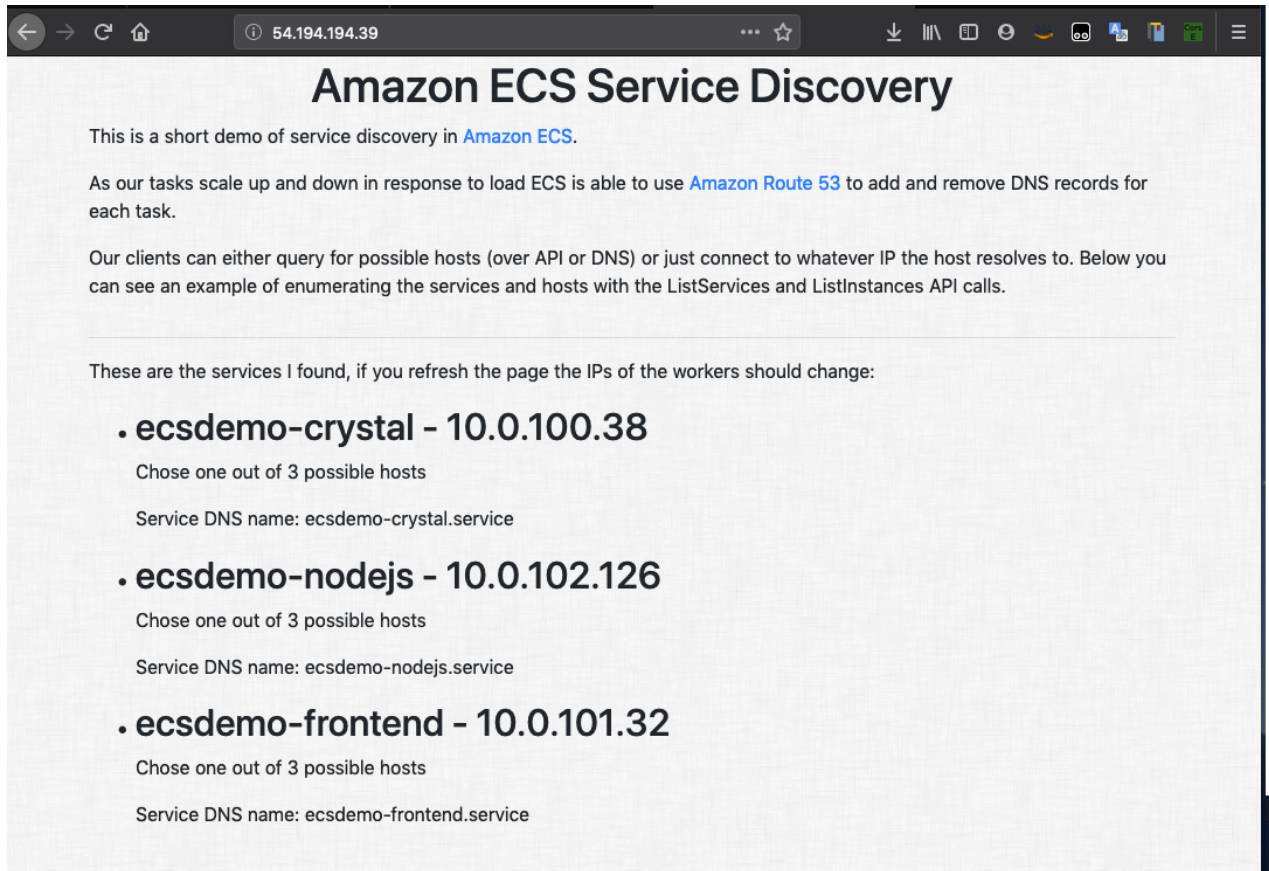 54.194.194.39
Amazon ECS Service Discovery
This is a short demo of service discovery in Amazon ECS.
As our tasks scale up and down in response to load ECS is able to use Amazon Route 53 to add and remove DNS records for
each task.
Our clients can either query for possible hosts (over API or DNS) or just connect to whatever IP the host resolves to. Below you
can see an example of enumerating the services and hosts with the ListServices and ListInstances API calls.
These are the services I found, if you refresh the page the IPs of the workers should change:
• ecsdemo-crystal - 10.0.100.38
Chose one out of 3 possible hosts
Service DNS name: ecsdemo-crystal.service
• ecsdemo-nodejs - 10.0.102.126
Chose one out of 3 possible hosts
Service DNS name: ecsdemo-nodejs.service
• ecsdemo-frontend - 10.0.101.32
Chose one out of 3 possible hosts
Service DNS name: ecsdemo-frontend.service